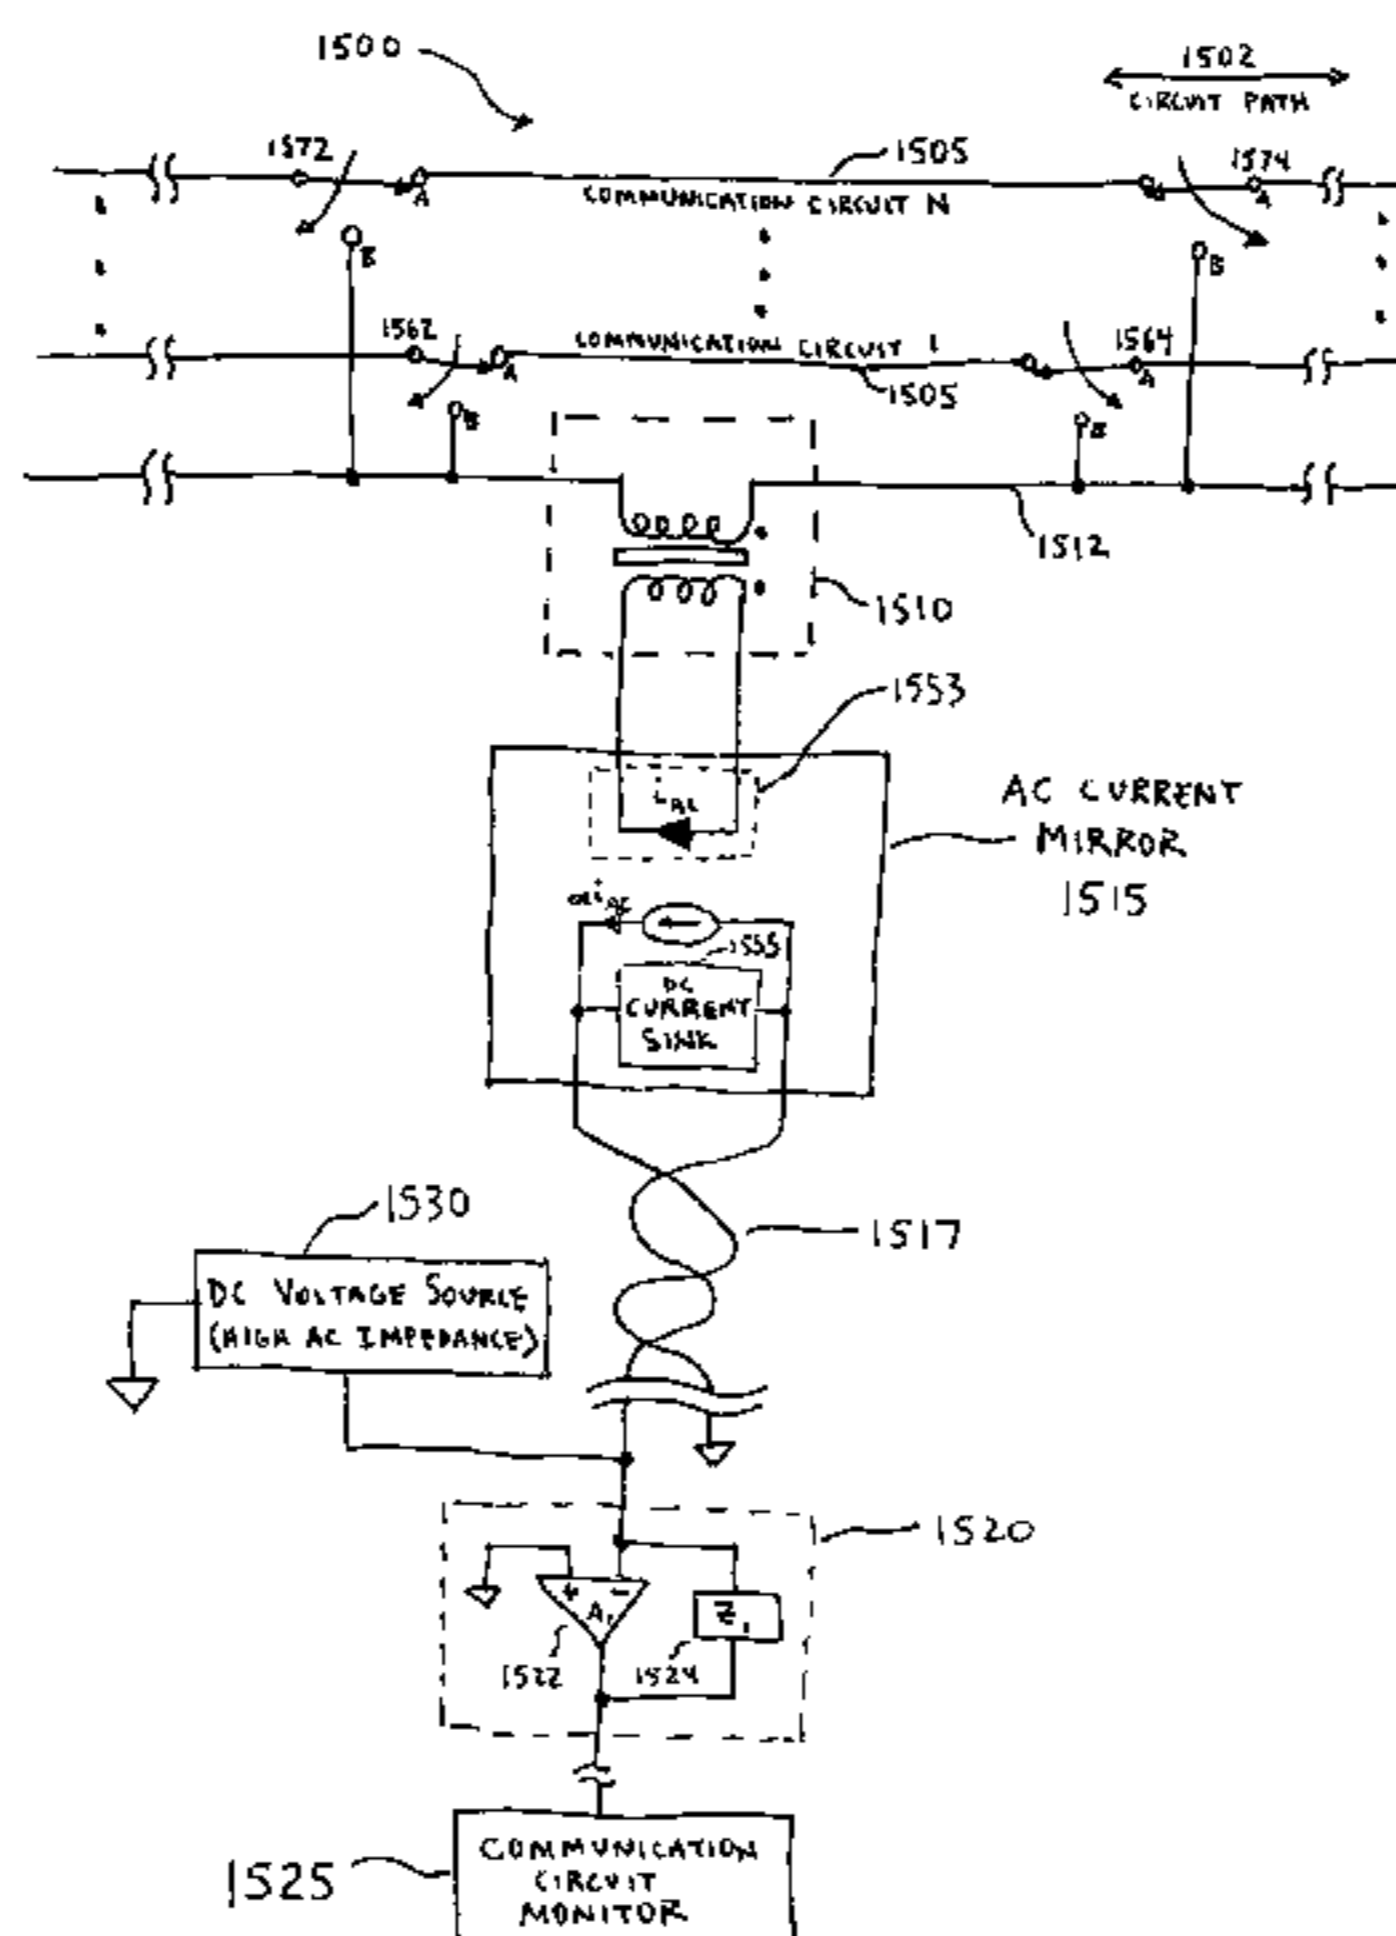 1500
1502
CIRCUIT PATH
1572
A
B
1505
COMMUNICATION CIRCUIT N
1574
A
B
1562
A
B
COMMUNICATION CIRCUIT 1
1505
1564
A
B
1512
1510
1553
iAC
AC CURRENT
MIRROR
1515
αiAC
1555
DC
CURRENT
SINK
1530
DC VOLTAGE SOURCE
(HIGH AC IMPEDANCE)
1517
1520
+ -
A1
Z1
1522
1524
1525
COMMUNICATION
CIRCUIT
MONITOR